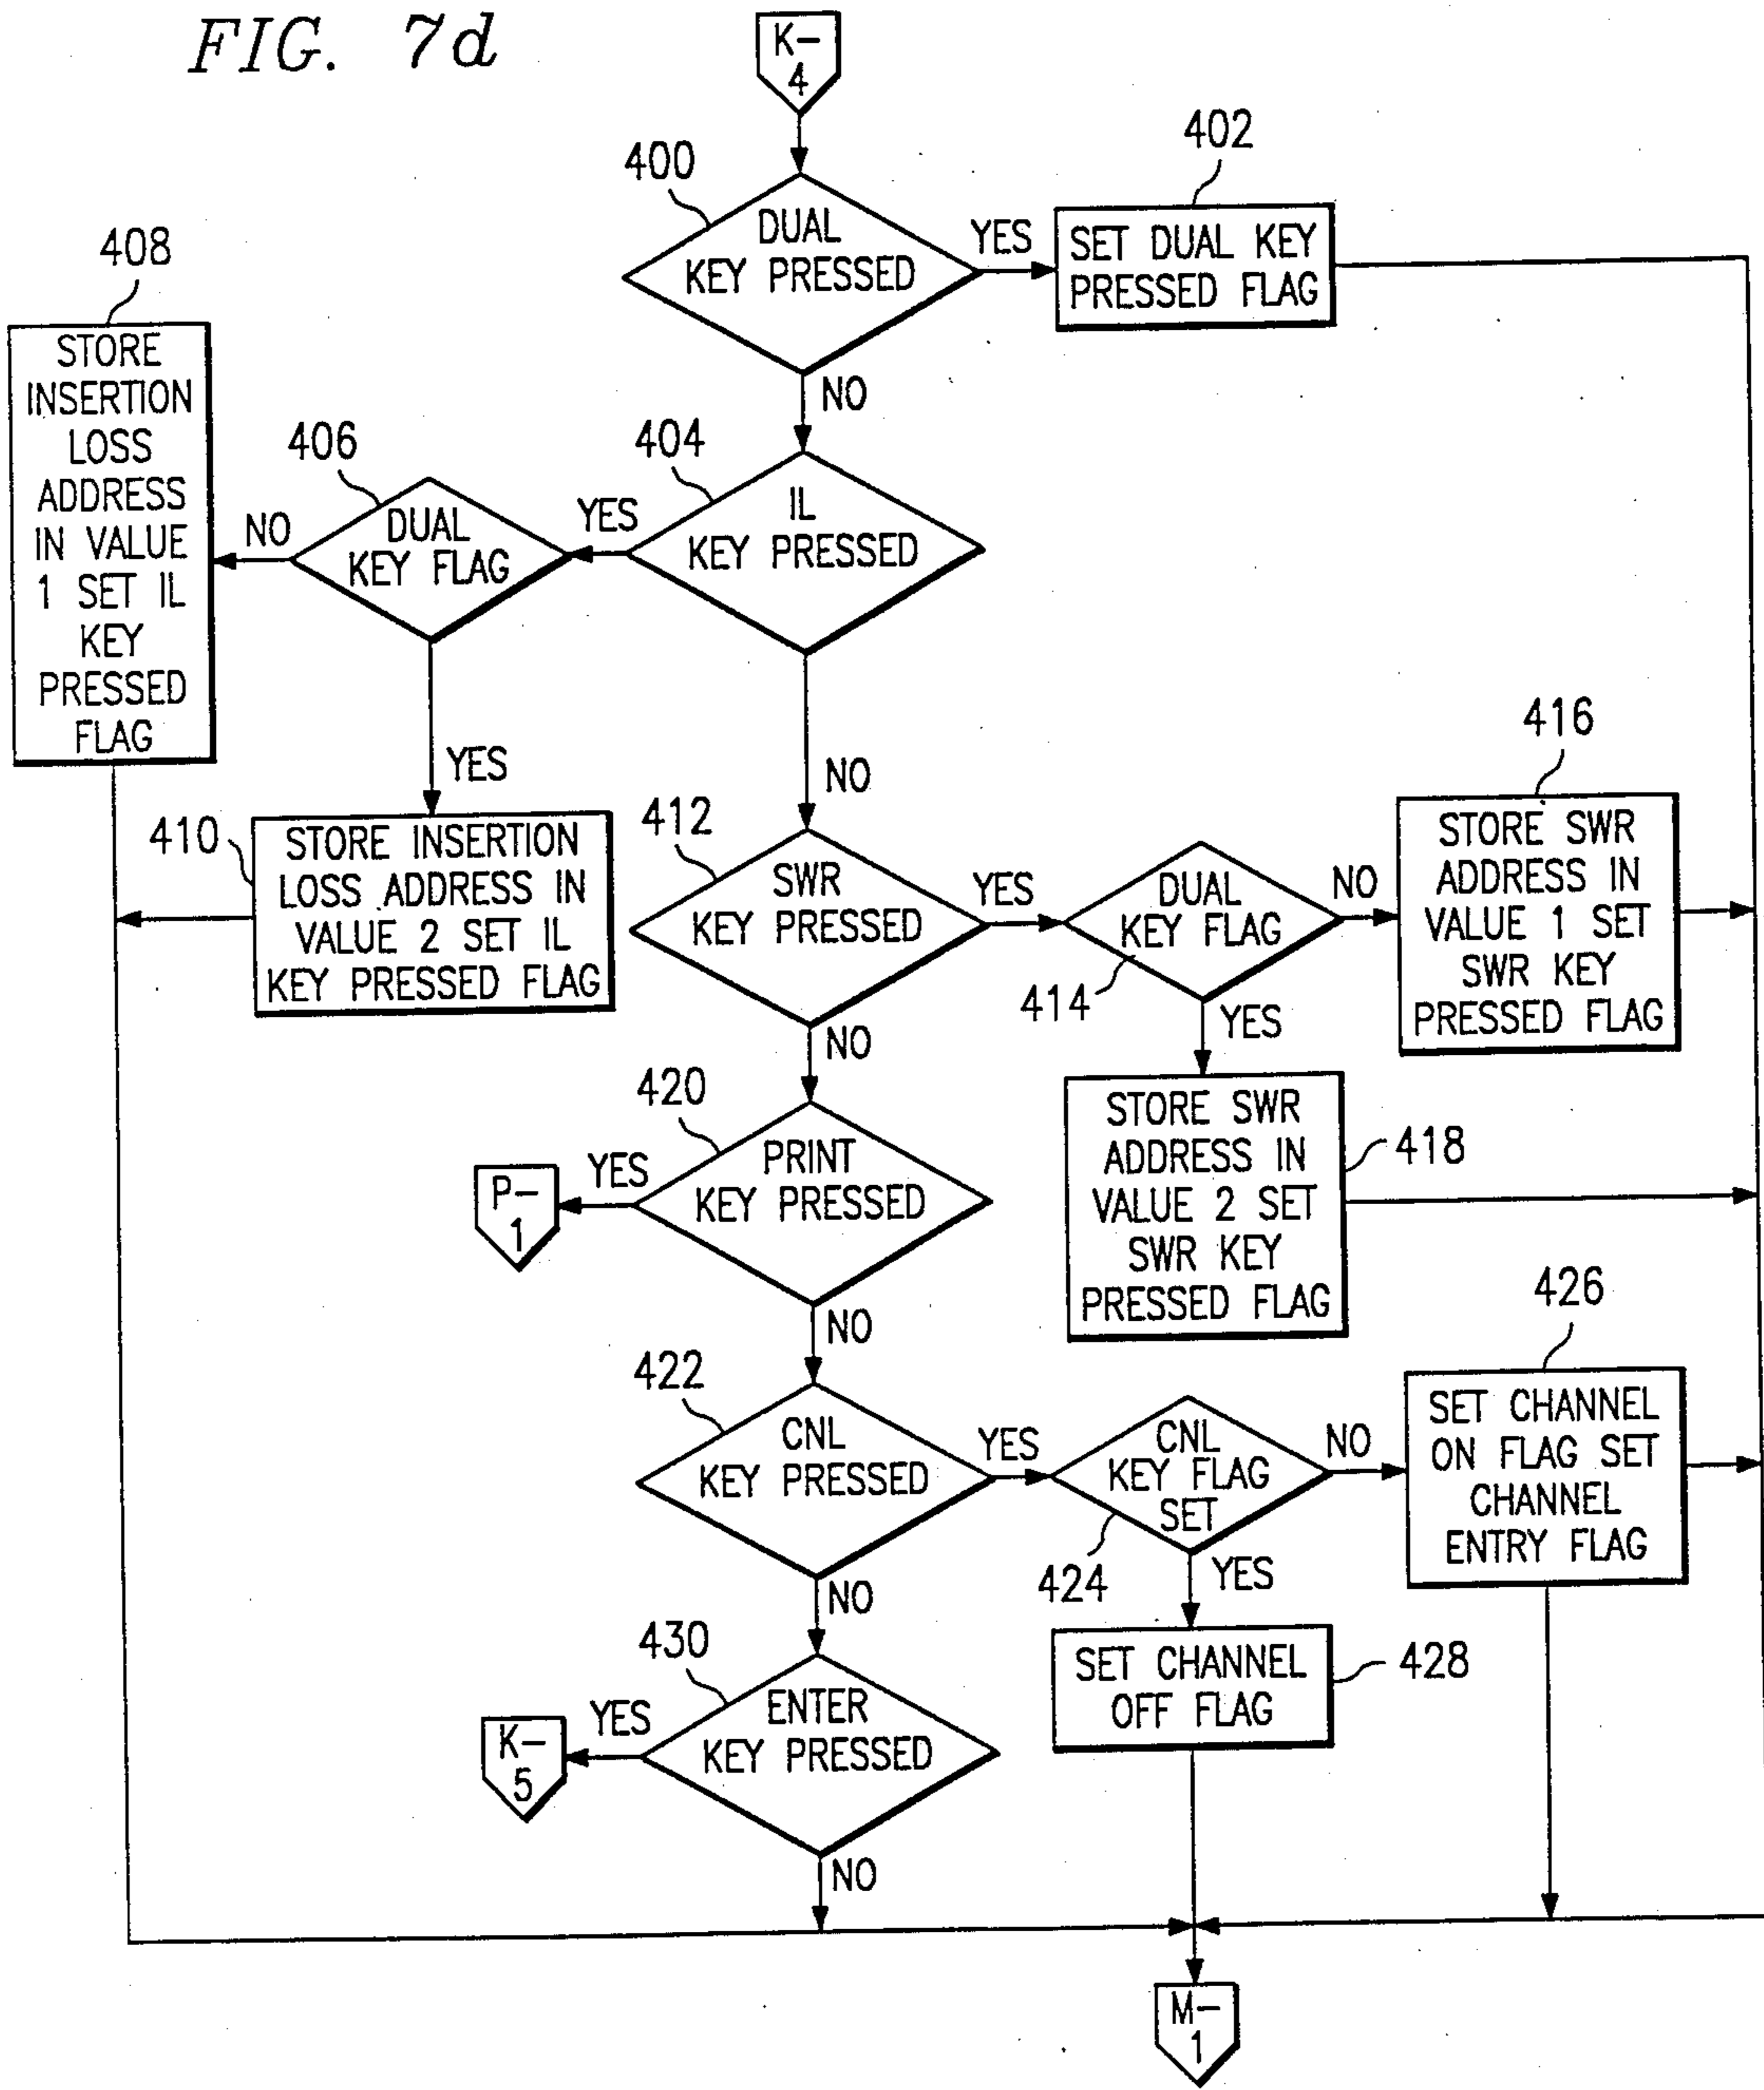 FIG. 7d
K-
4
400
DUAL
KEY PRESSED
YES
402
SET DUAL KEY
PRESSED FLAG
NO
408
STORE
INSERTION
LOSS
ADDRESS
IN VALUE
1 SET IL
KEY
PRESSED
FLAG
406
DUAL
KEY FLAG
NO
YES
404
IL
KEY PRESSED
YES
NO
410
STORE INSERTION
LOSS ADDRESS IN
VALUE 2 SET IL
KEY PRESSED FLAG
412
SWR
KEY PRESSED
YES
DUAL
KEY FLAG
414
NO
416
STORE SWR
ADDRESS IN
VALUE 1 SET
SWR KEY
PRESSED FLAG
NO
YES
STORE SWR
ADDRESS IN
VALUE 2 SET
SWR KEY
PRESSED FLAG
418
420
PRINT
KEY PRESSED
YES
P-
1
NO
422
CNL
KEY PRESSED
YES
CNL
KEY FLAG
SET
424
NO
426
SET CHANNEL
ON FLAG SET
CHANNEL
ENTRY FLAG
NO
YES
SET CHANNEL
OFF FLAG
428
430
ENTER
KEY PRESSED
YES
K-
5
NO
M-
1